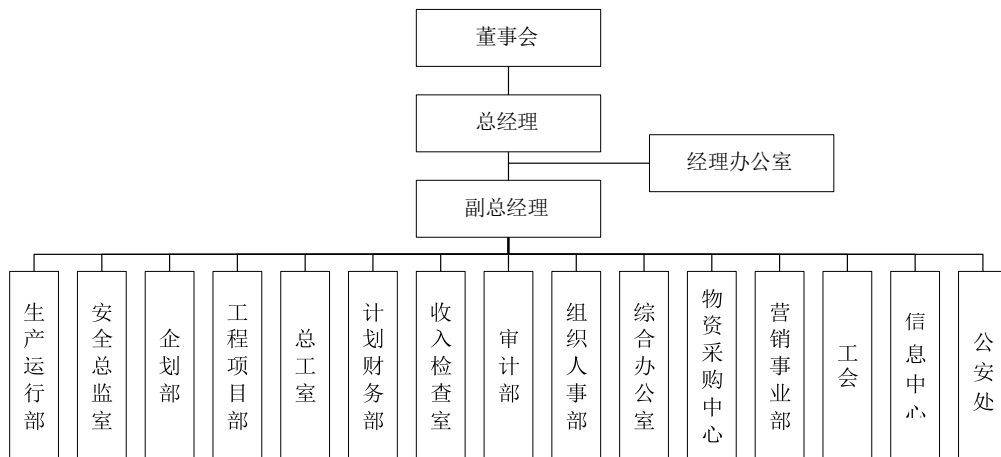 董事会
总经理
经理办公室
副总经理
生产运行部
安全总监室
企划部
工程项目部
总工室
计划财务部
收入检查室
审计部
组织人事部
综合办公室
物资采购中心
营销事业部
工会
信息中心
公安处